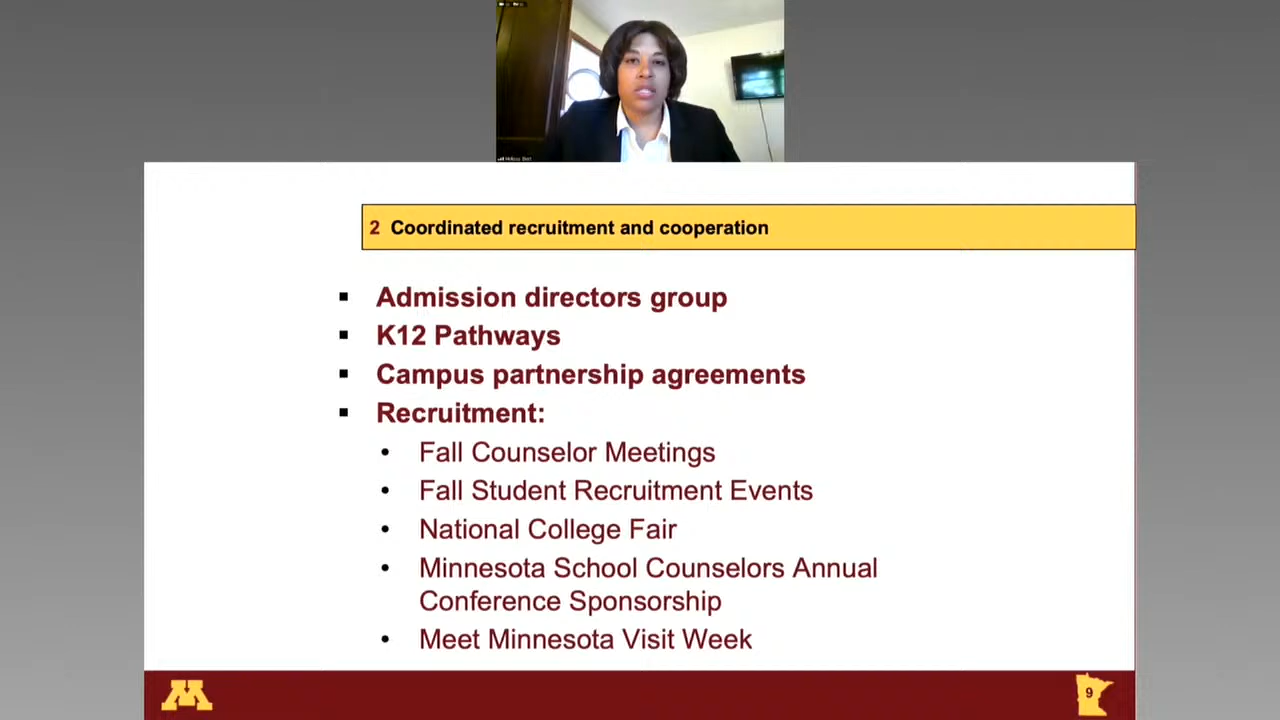 2 Coordinated recruitment and cooperation
Admission directors group
K12 Pathways
Campus partnership agreements
Recruitment:
Fall Counselor Meetings
Fall Student Recruitment Events
National College Fair
Minnesota School Counselors Annual
Conference Sponsorship
Meet Minnesota Visit Week
M
9